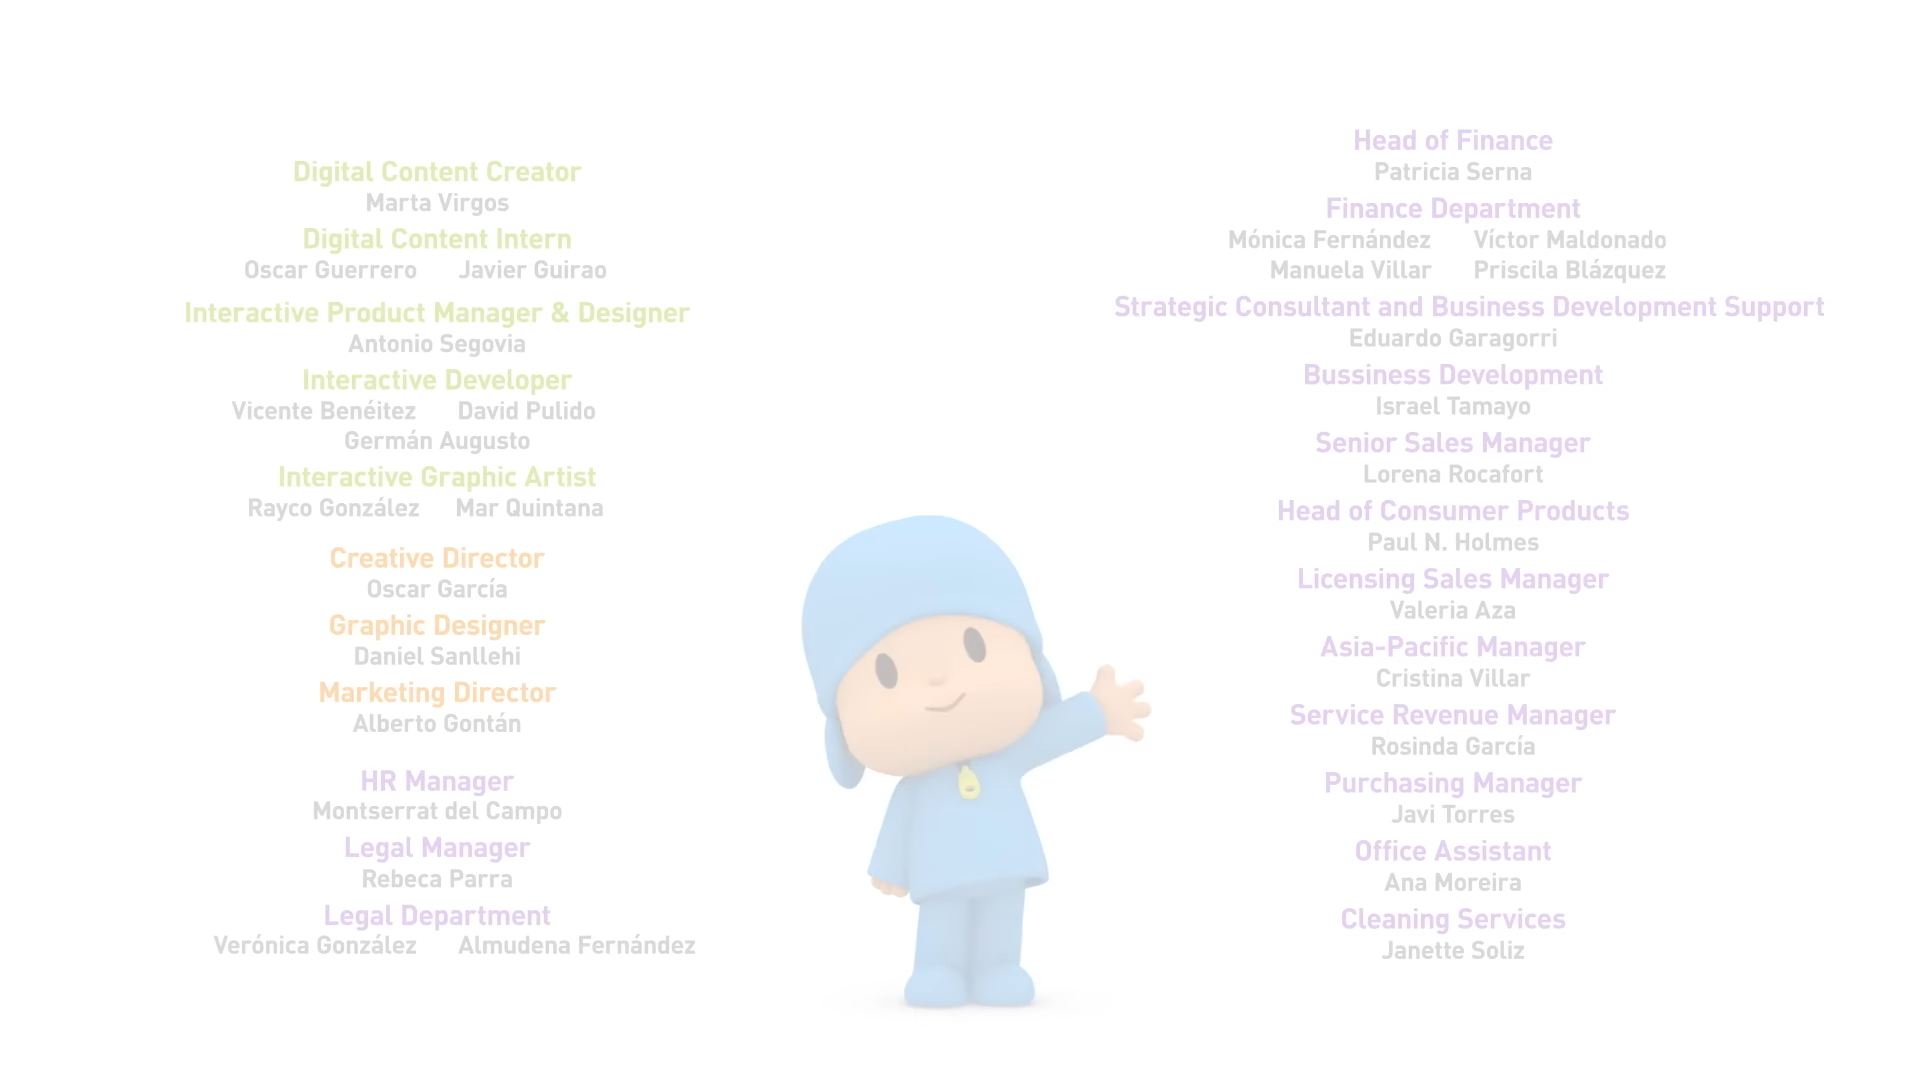 Digital Content Creator
Marta Virgos
Digital Content Intern
Oscar Guerrero Javier Guirao
Interactive Product Manager & Designer
Antonio Segovia
Interactive Developer
Vicente Benéitez David Pulido
Germán Augusto
Interactive Graphic Artist
Rayco González Mar Quintana
Creative Director
Oscar García
Graphic Designer
Daniel Sanllehi
Marketing Director
Alberto Gontán
HR Manager
Montserrat del Campo
Legal Manager
Rebeca Parra
Legal Department
Verónica González Almudena Fernández
Head of Finance
Patricia Serna
Finance Department
Mónica Fernández Víctor Maldonado
Manuela Villar Priscila Blázquez
Strategic Consultant and Business Development Support
Eduardo Garagorri
Bussiness Development
Israel Tamayo
Senior Sales Manager
Lorena Rocafort
Head of Consumer Products
Paul N. Holmes
Licensing Sales Manager
Valeria Aza
Asia-Pacific Manager
Cristina Villar
Service Revenue Manager
Rosinda García
Purchasing Manager
Javi Torres
Office Assistant
Ana Moreira
Cleaning Services
Janette Soliz